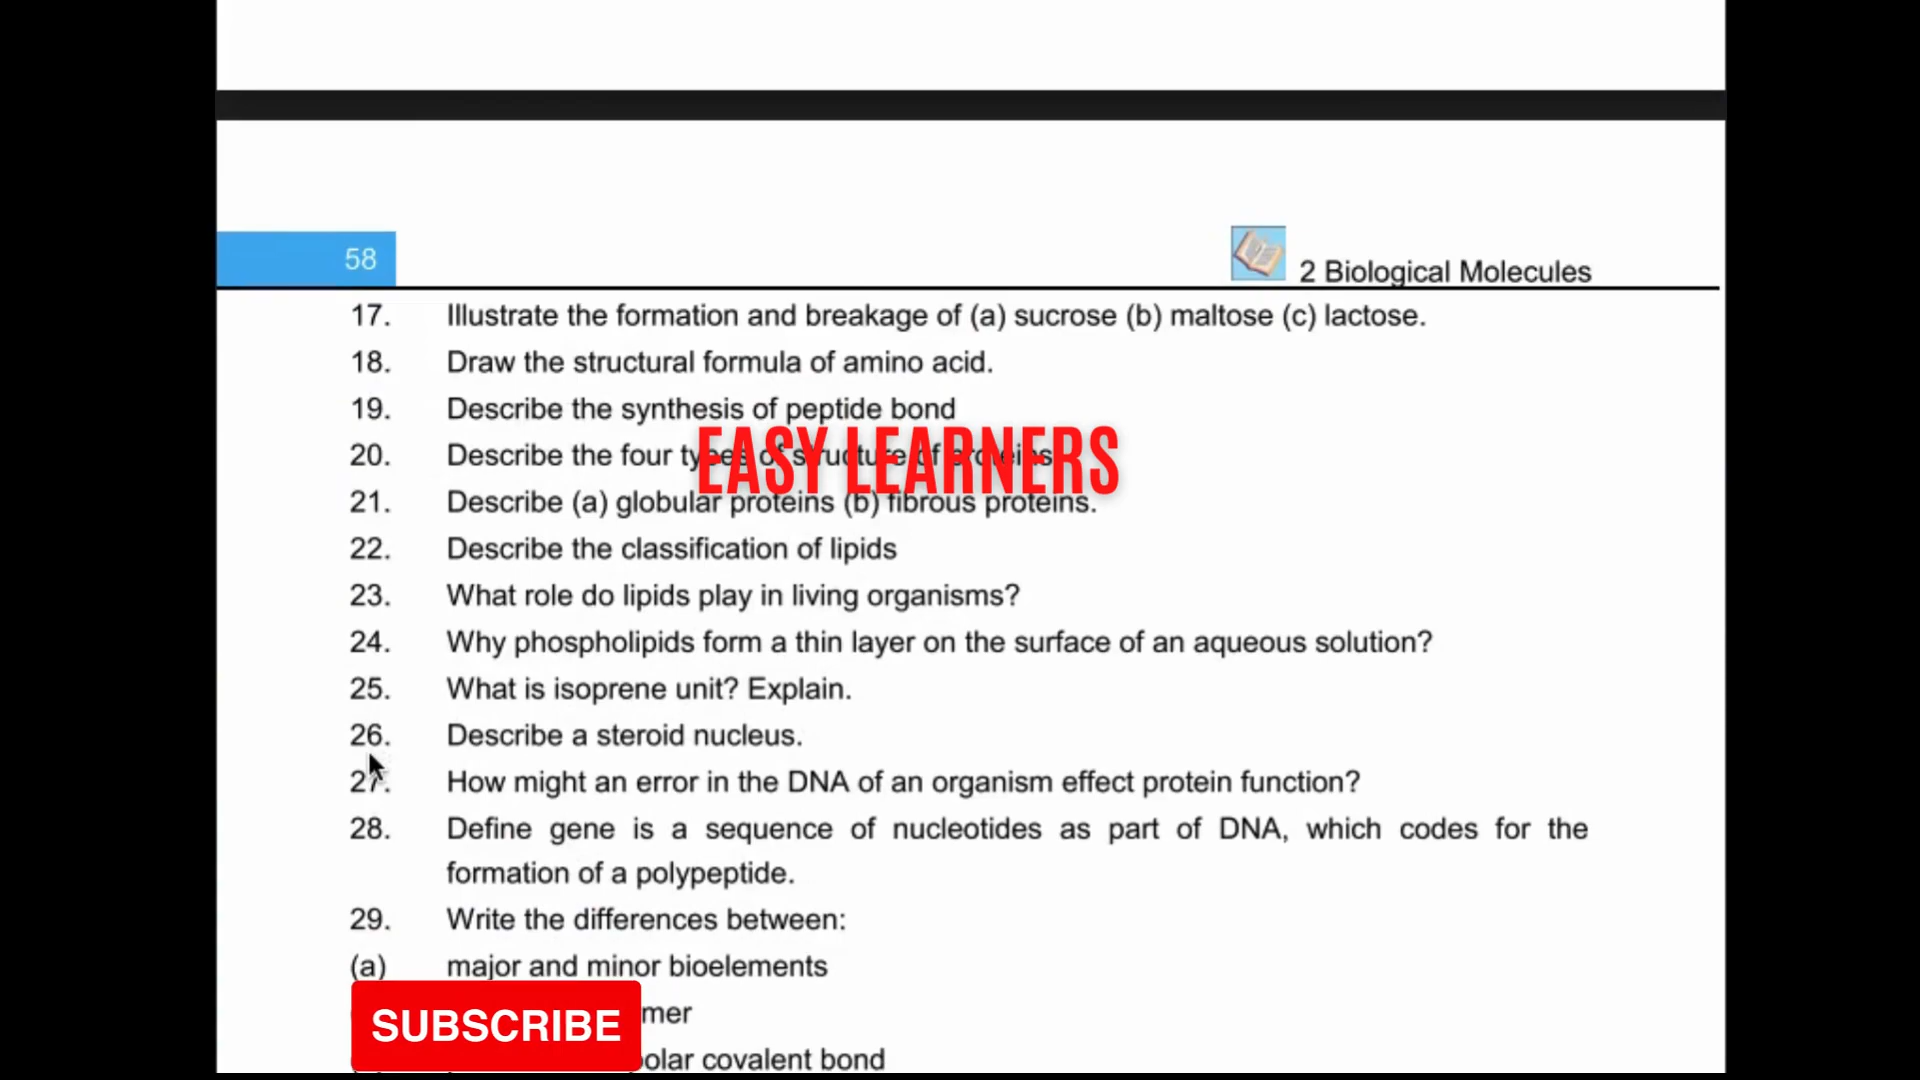 58
2 Biological Molecules
17. Illustrate the formation and breakage of (a) sucrose (b) maltose (c) lactose.
18. Draw the structural formula of amino acid.
19. Describe the synthesis of peptide bond
EASY LEARNERS
20. Describe the four types of structure of proteins
21. Describe (a) globular proteins (b) fibrous proteins.
22. Describe the classification of lipids
23. What role do lipids play in living organisms?
24. Why phospholipids form a thin layer on the surface of an aqueous solution?
25. What is isoprene unit? Explain.
26. Describe a steroid nucleus.
27. How might an error in the DNA of an organism effect protein function?
28. Define gene is a sequence of nucleotides as part of DNA, which codes for the
formation of a polypeptide.
29. Write the differences between:
(a) major and minor bioelements
SUBSCRIBE
covalent bond